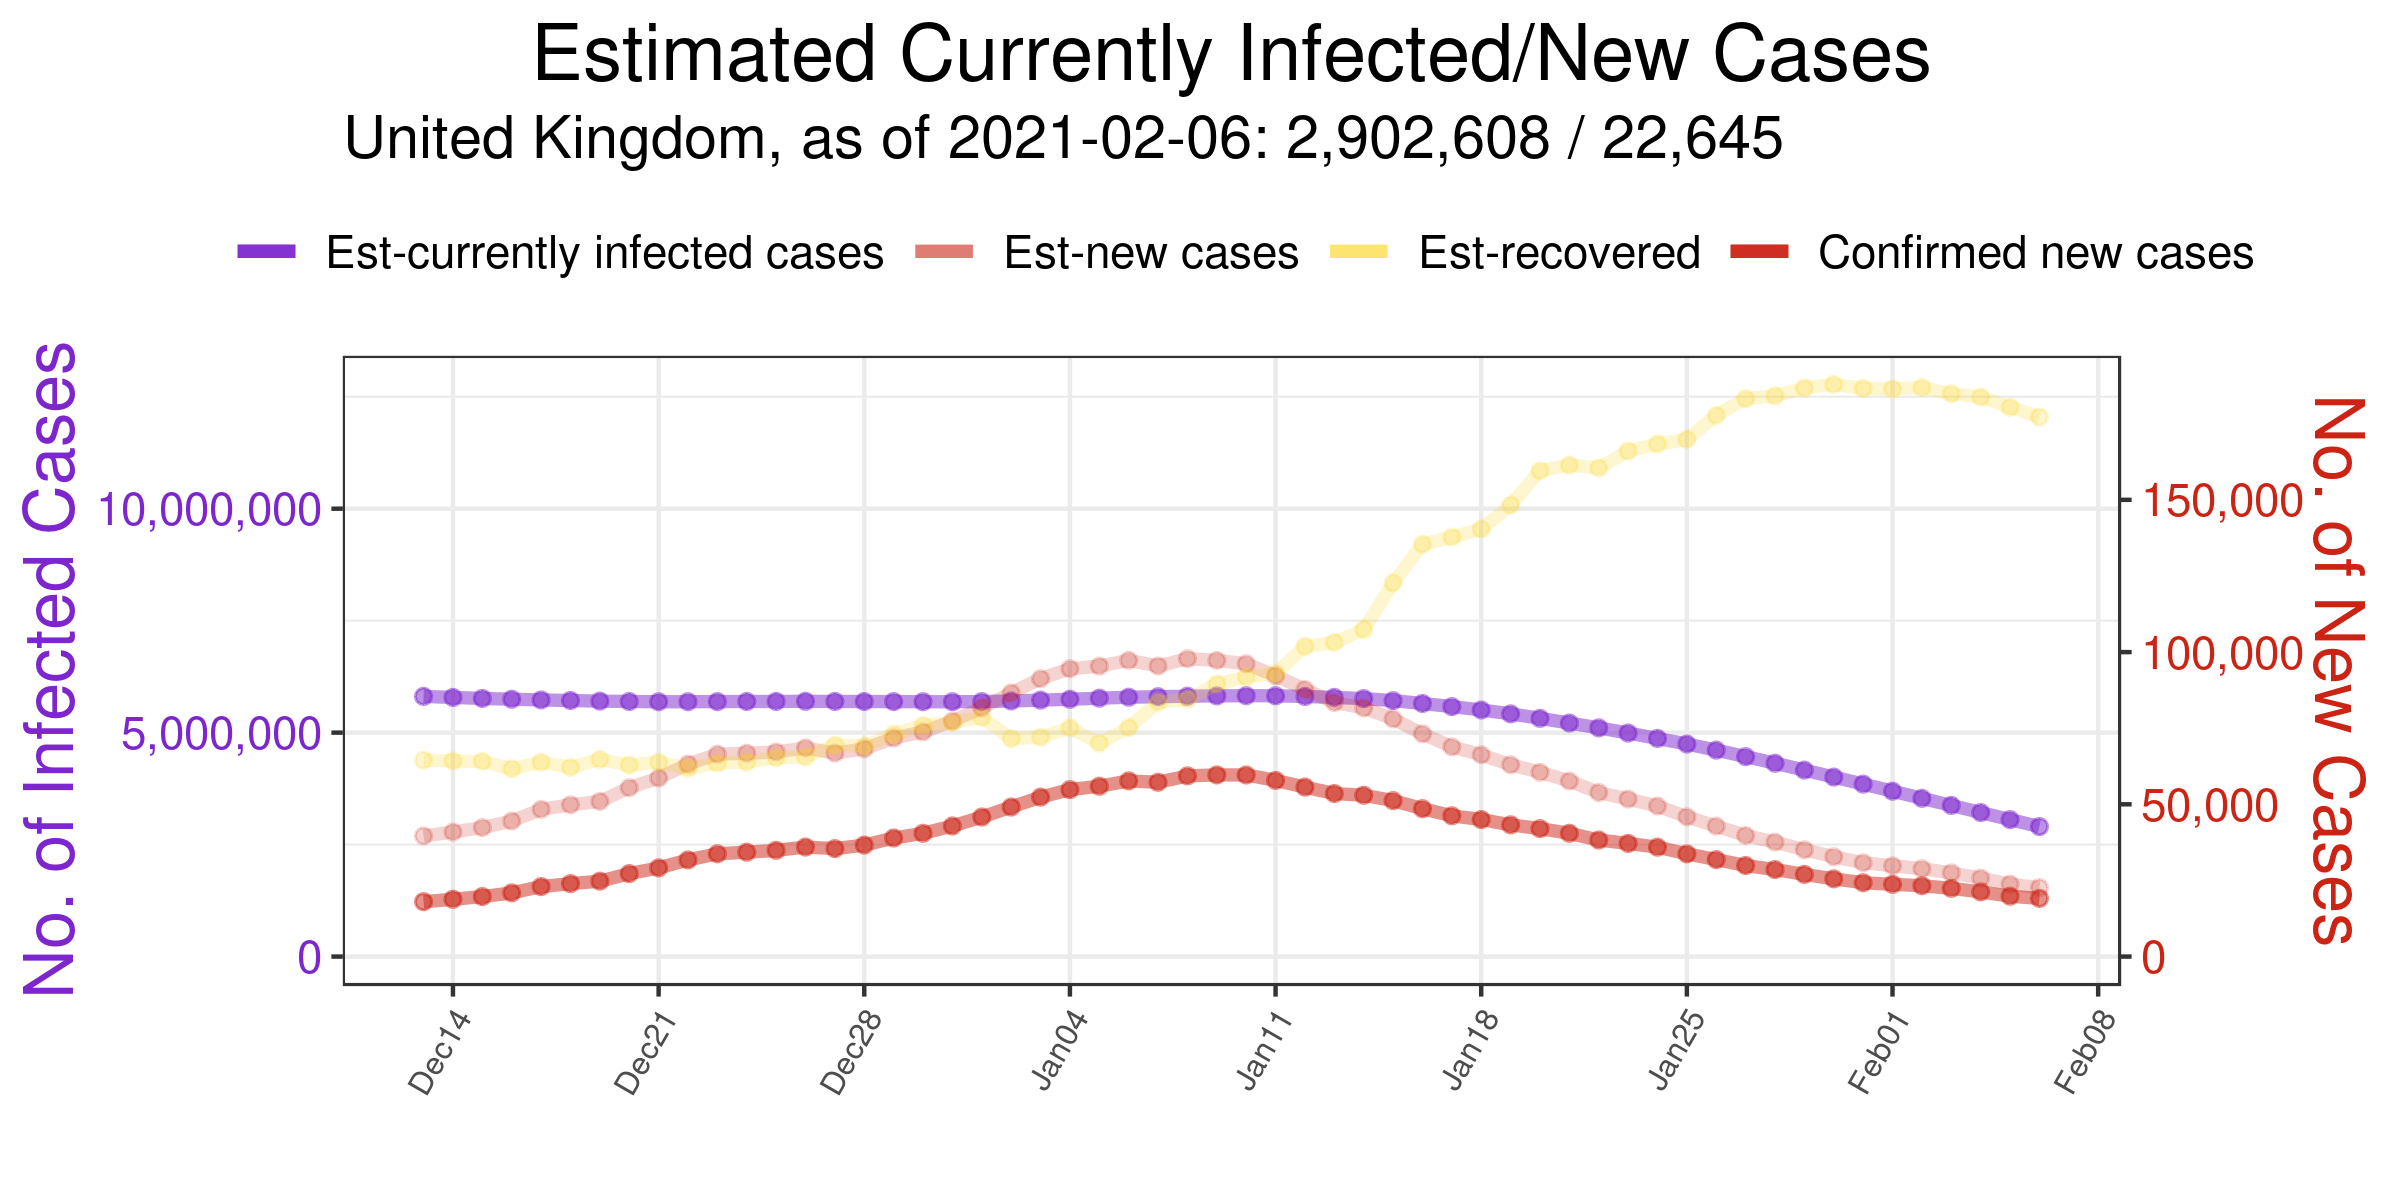 Estimated Currently Infected/New Cases
United Kingdom, as of 2021-02-06: 2,902,608 / 22,645
Est-currently infected cases Est-new cases Est-recovered Confirmed new cases
No. of Infected Cases
10,000,000
5,000,000
0
150,000
100,000
50,000
0
No. of New Cases
Dec14 Dec21 Dec28 Jan04 Jan11 Jan18 Jan25 Feb01 Feb08